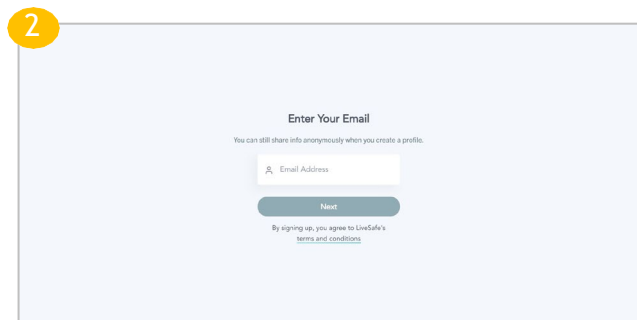 2
Enter Your Email
You can still share info anonymously when you create a profile.
Email Address
Next
By signing up, you agree to LiveSafe's
terms and conditions